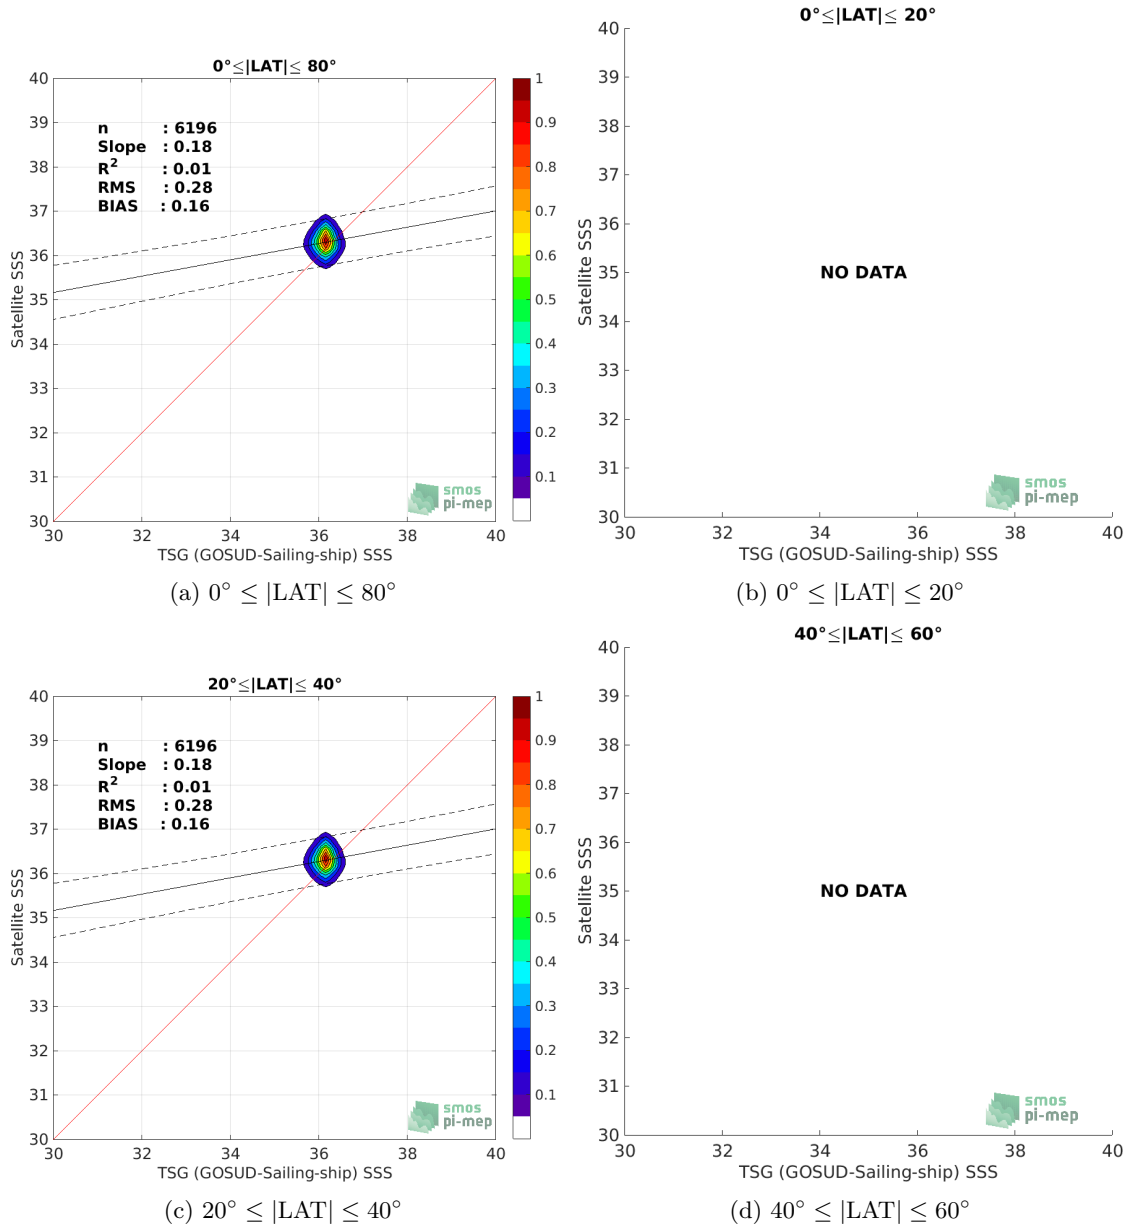 0°≤|LAT|≤ 80°
40
39
38
37
36
35
34
33
32
31
30
Satellite SSS
n : 6196
Slope : 0.18
R² : 0.01
RMS : 0.28
BIAS : 0.16
smos
pi-mep
30 32 34 36 38 40
TSG (GOSUD-Sailing-ship) SSS
1
0.9
0.8
0.7
0.6
0.5
0.4
0.3
0.2
0.1
(a) 0° ≤ |LAT| ≤ 80°
0°≤|LAT|≤ 20°
40
39
38
37
36
35
34
33
32
31
30
Satellite SSS
NO DATA
smos
pi-mep
30 32 34 36 38 40
TSG (GOSUD-Sailing-ship) SSS
(b) 0° ≤ |LAT| ≤ 20°
20°≤|LAT|≤ 40°
40
39
38
37
36
35
34
33
32
31
30
Satellite SSS
n : 6196
Slope : 0.18
R² : 0.01
RMS : 0.28
BIAS : 0.16
smos
pi-mep
30 32 34 36 38 40
TSG (GOSUD-Sailing-ship) SSS
1
0.9
0.8
0.7
0.6
0.5
0.4
0.3
0.2
0.1
(c) 20° ≤ |LAT| ≤ 40°
40°≤|LAT|≤ 60°
40
39
38
37
36
35
34
33
32
31
30
Satellite SSS
NO DATA
smos
pi-mep
30 32 34 36 38 40
TSG (GOSUD-Sailing-ship) SSS
(d) 40° ≤ |LAT| ≤ 60°